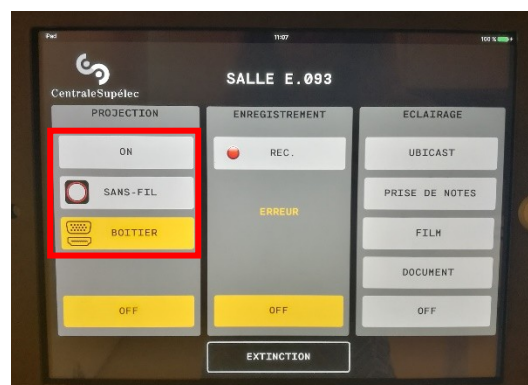 iPad
11:07
100 %
CentraleSupélec
SALLE E.093
PROJECTION
ON
SANS-FIL
BOITIER
OFF
ENREGISTREMENT
REC.
ERREUR
OFF
ECLAIRAGE
UBICAST
PRISE DE NOTES
FILM
DOCUMENT
OFF
EXTINCTION